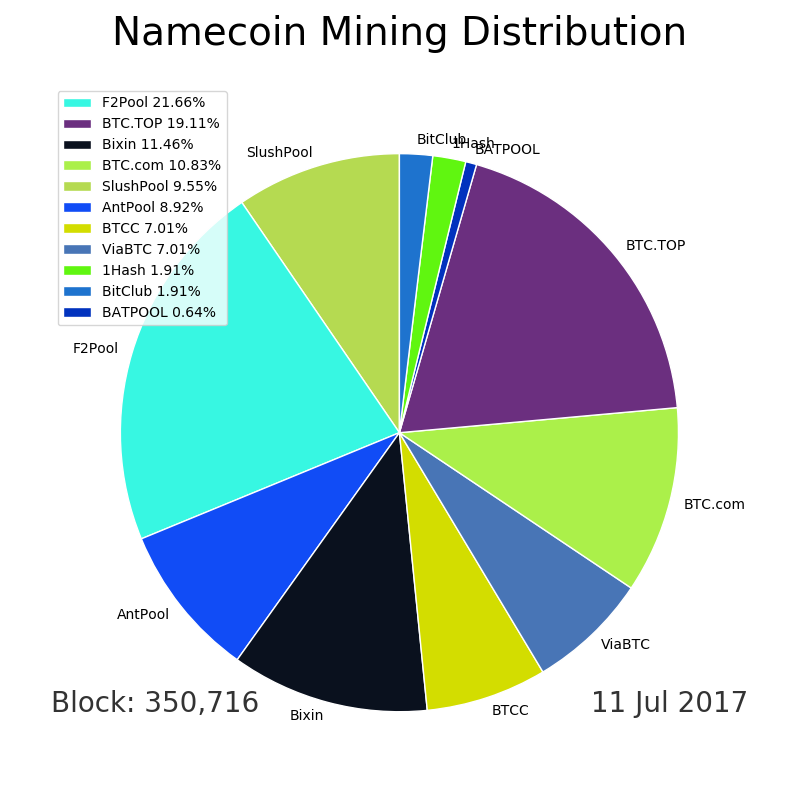 Namecoin Mining Distribution
F2Pool 21.66%
BTC.TOP 19.11%
Bixin 11.46%
BTC.com 10.83%
SlushPool 9.55%
AntPool 8.92%
BTCC 7.01%
ViaBTC 7.01%
1Hash 1.91%
BitClub 1.91%
BATPOOL 0.64%
BitClub
1Hash
BATPOOL
SlushPool
BTC.TOP
F2Pool
BTC.com
AntPool
ViaBTC
Bixin
BTCC
Block: 350,716
11 Jul 2017